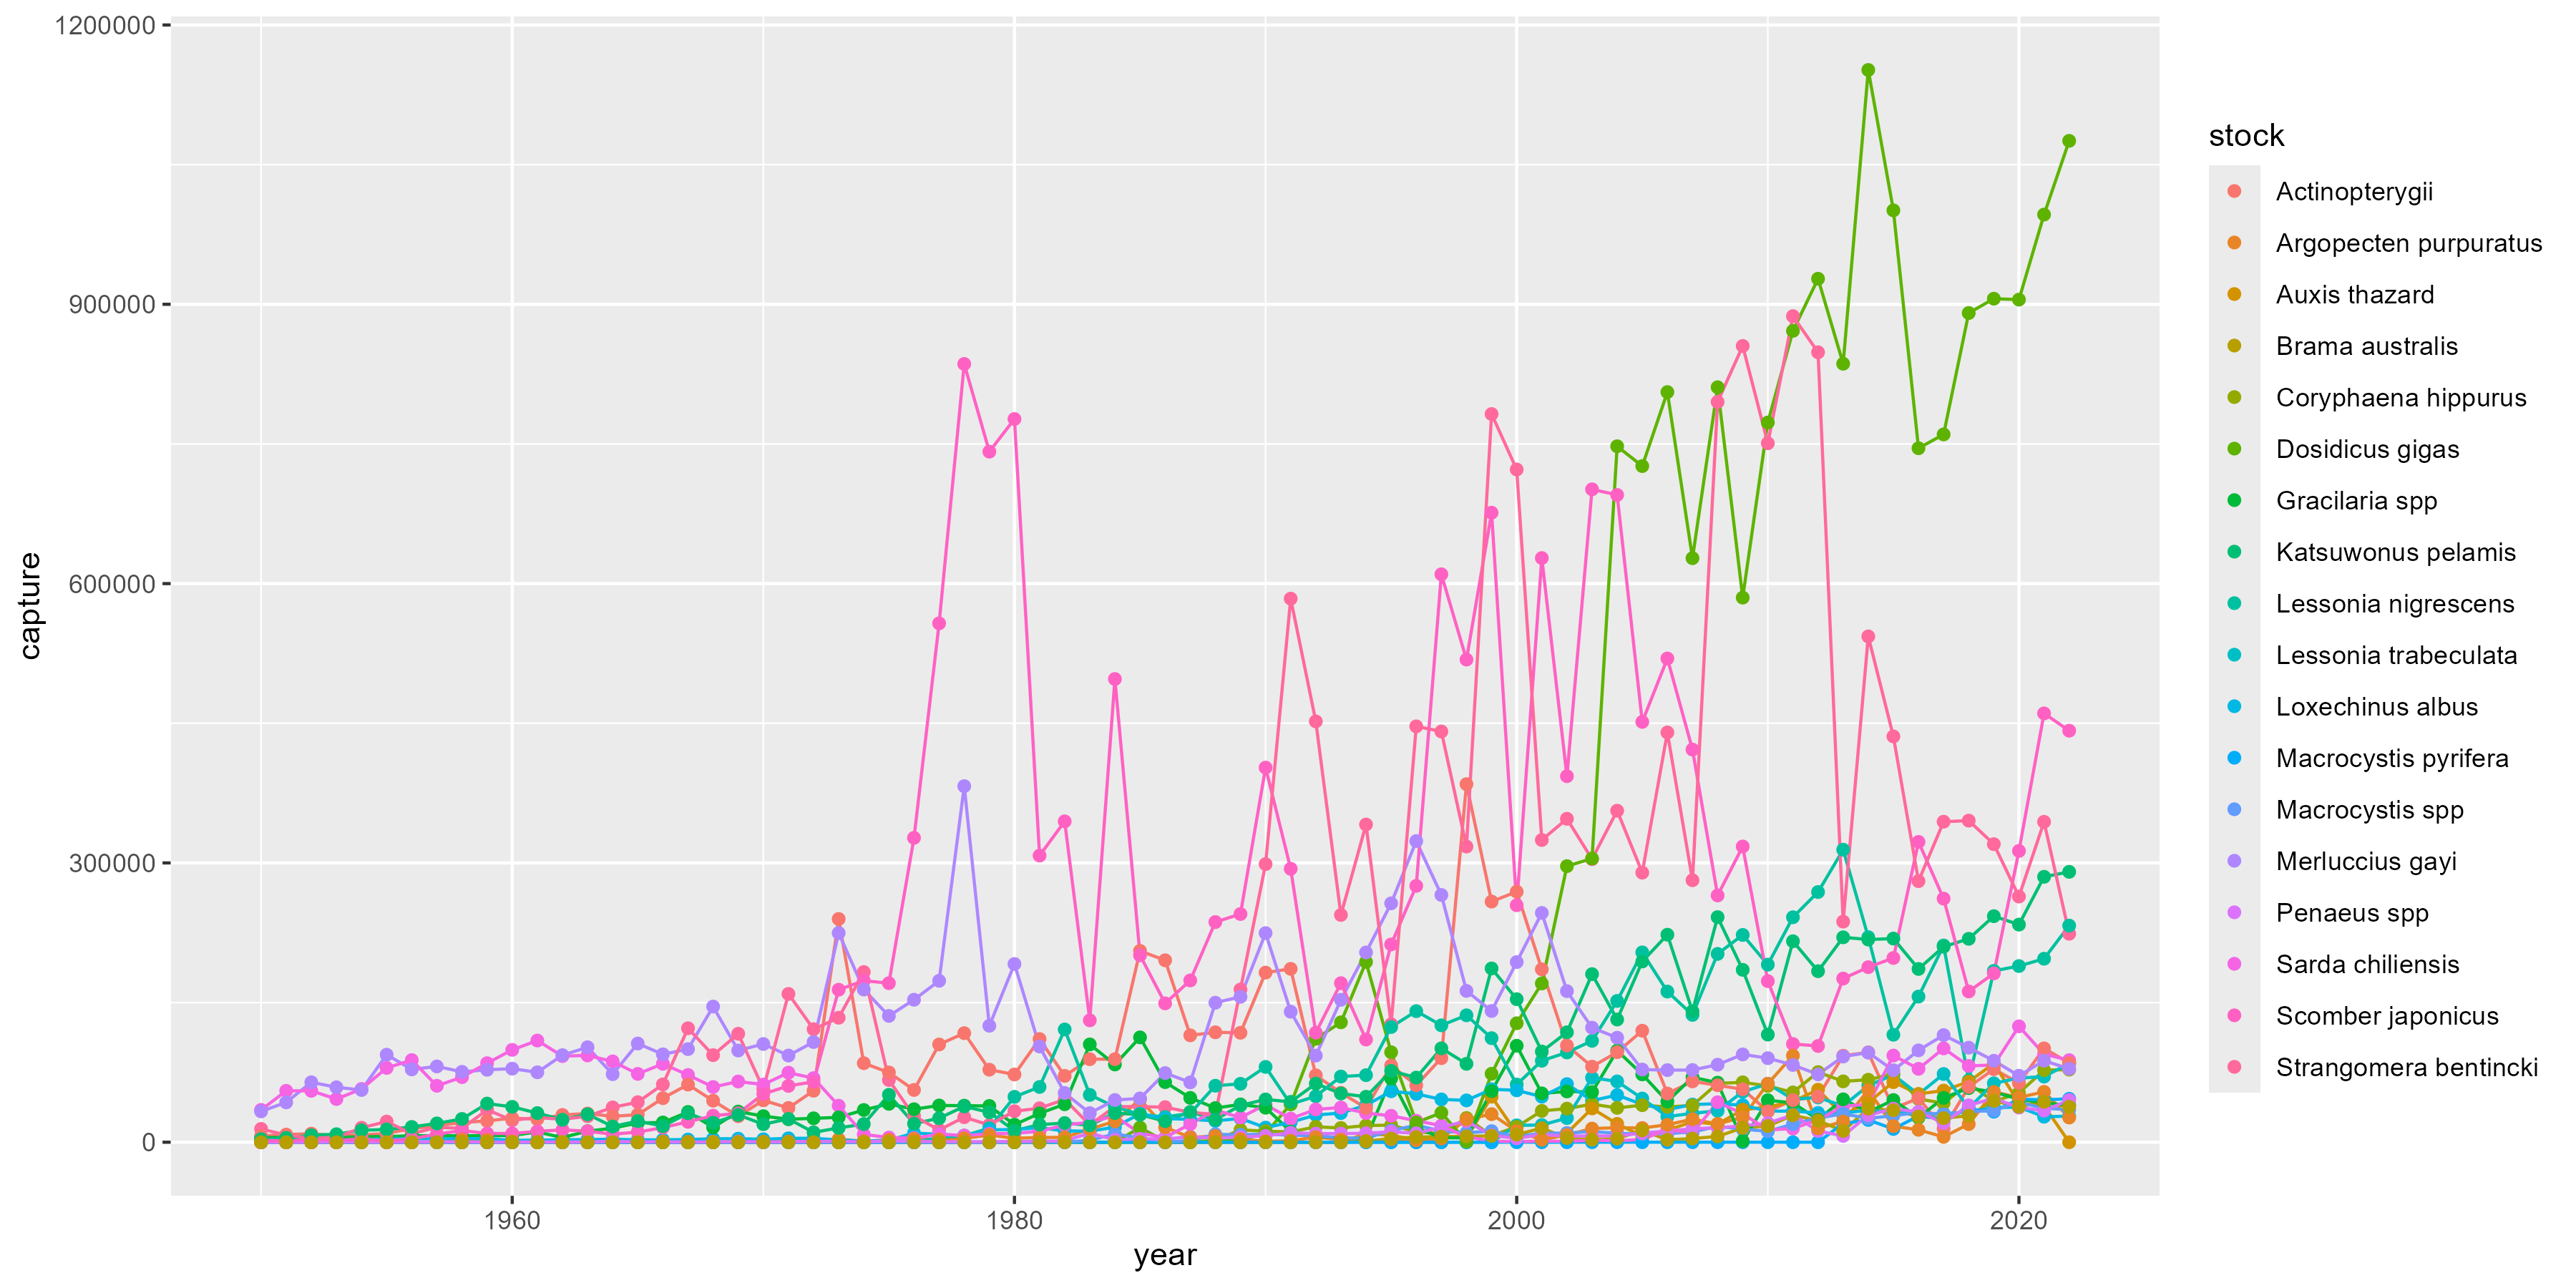 1200000
900000
600000
300000
0
capture
1960
1980
2000
2020
year
stock
Actinopterygii
Argopecten purpuratus
Auxis thazard
Brama australis
Coryphaena hippurus
Dosidicus gigas
Gracilaria spp
Katsuwonus pelamis
Lessonia nigrescens
Lessonia trabeculata
Loxechinus albus
Macrocystis pyrifera
Macrocystis spp
Merluccius gayi
Penaeus spp
Sarda chiliensis
Scomber japonicus
Strangomera bentincki